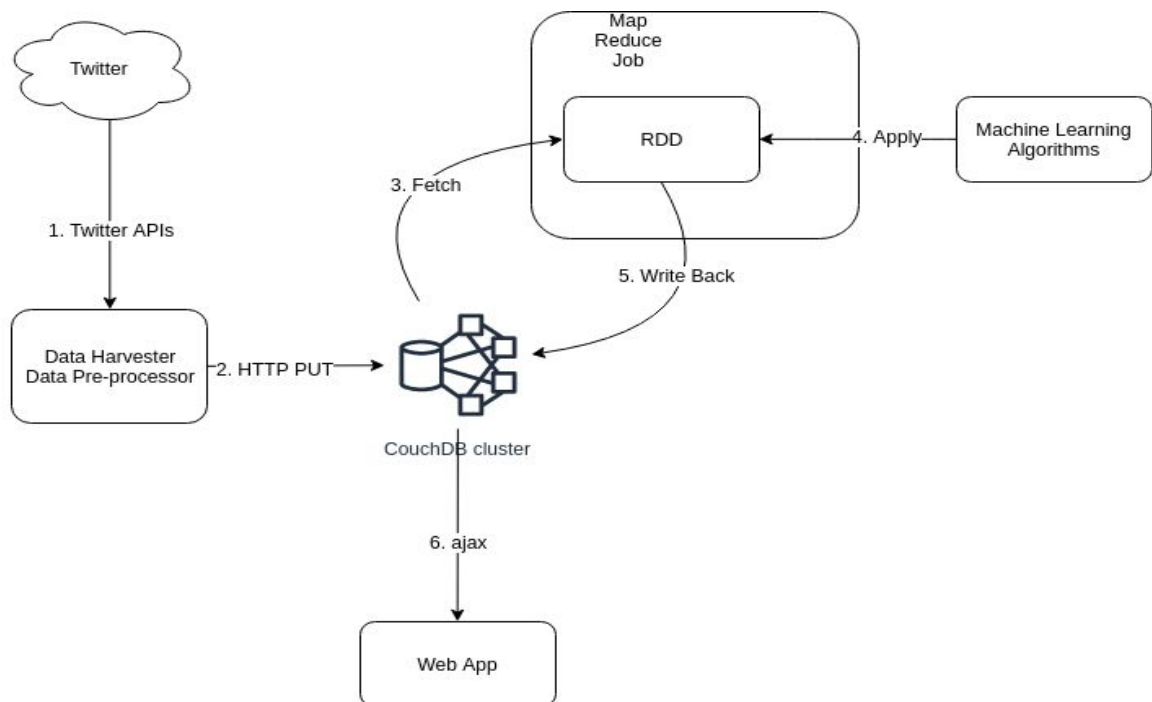 Twitter
Map
Reduce
Job
RDD
4. Apply
Machine Learning
Algorithms
3. Fetch
1. Twitter APIs
5. Write Back
Data Harvester
Data Pre-processor
2. HTTP PUT
CouchDB cluster
6. ajax
Web App